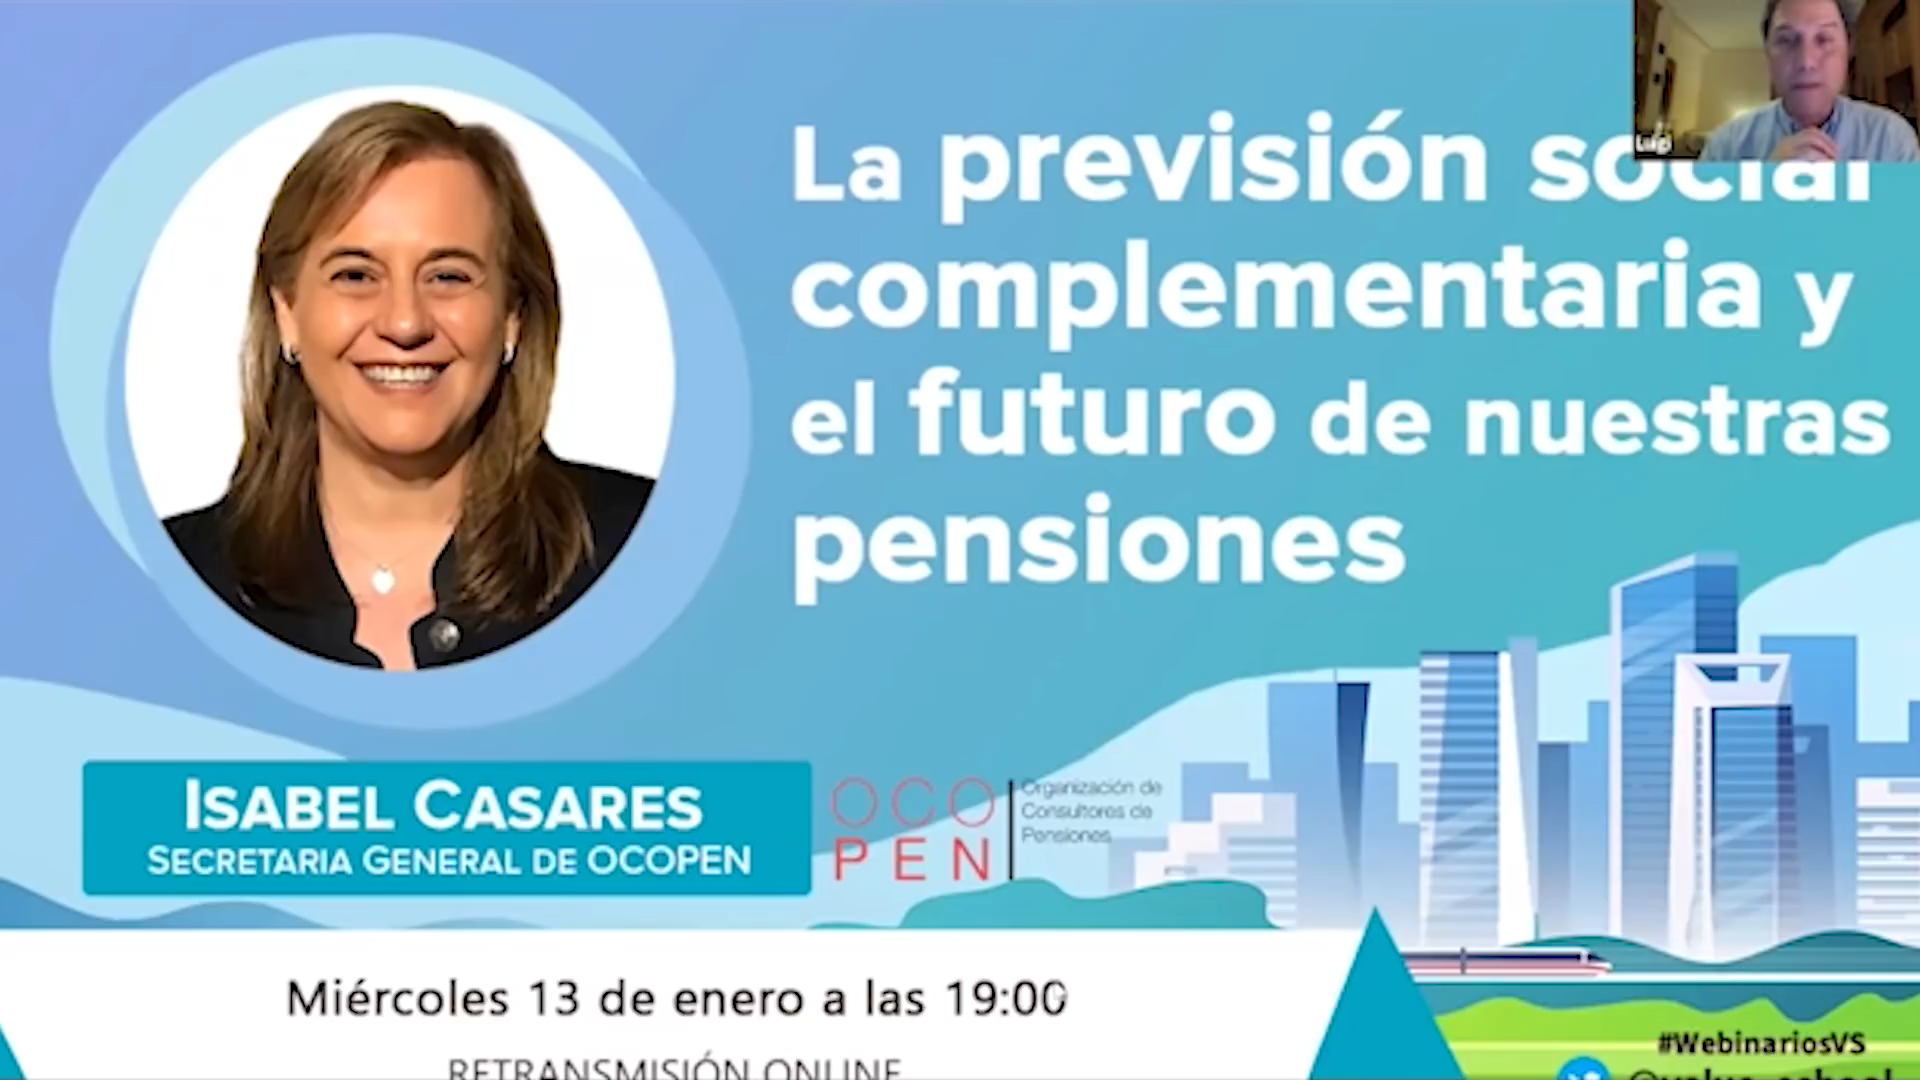 La previsión social
complementaria y
el futuro de nuestras
pensiones
Luigi
ISABEL CASARES
SECRETARIA GENERAL DE OCOPEN
OCO
PEN
Organización de
Consultores de
Pensiones
Miércoles 13 de enero a las 19:00
RETRANSMISIÓN ONLINE
#WebinariosVS
@value_school